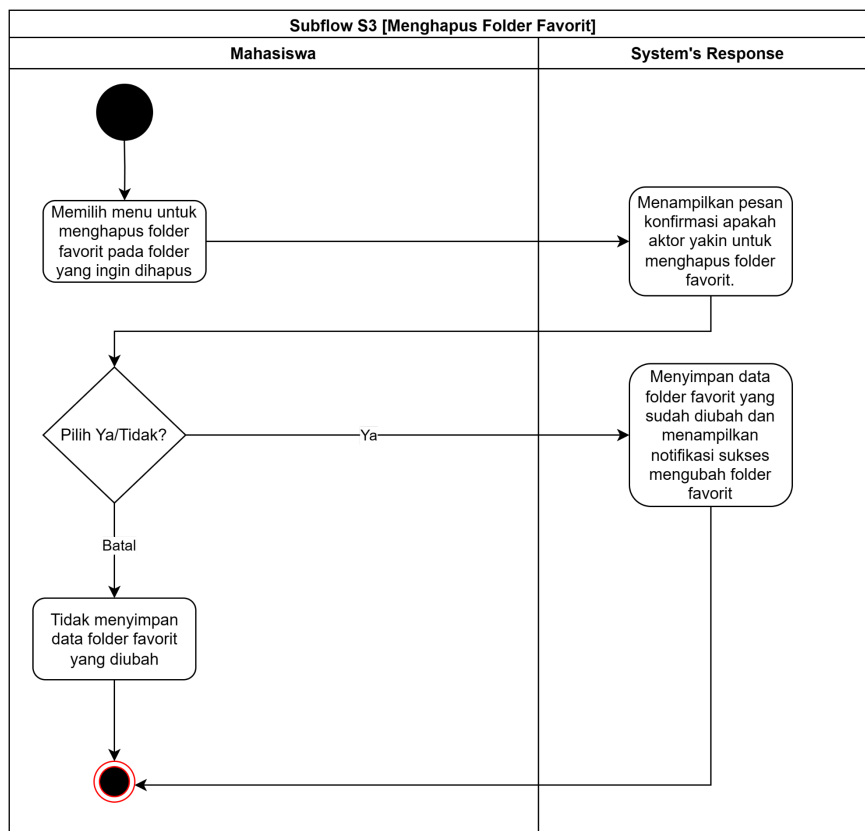 Subflow S3 [Menghapus Folder Favorit]
Mahasiswa
System's Response
Memilih menu untuk
menghapus folder
favorit pada folder
yang ingin dihapus
Menampilkan pesan
konfirmasi apakah
aktor yakin untuk
menghapus folder
favorit.
Pilih Ya/Tidak?
Ya
Menyimpan data
folder favorit yang
sudah diubah dan
menampilkan
notifikasi sukses
mengubah folder
favorit
Batal
Tidak menyimpan
data folder favorit
yang diubah